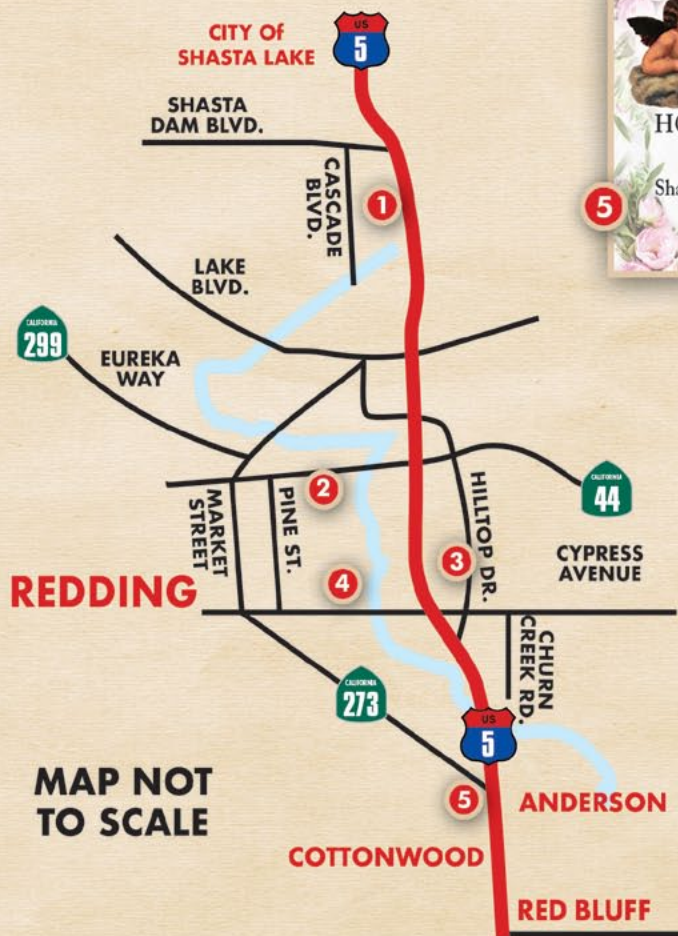 CITY OF
SHASTA LAKE
US
5
SHASTA
DAM BLVD.
CASCADE
BLVD.
1
5
LAKE
BLVD.
CALIFORNIA
299
EUREKA
WAY
2
MARKET
STREET
PINE ST.
HILLTOP DR.
CALIFORNIA
44
3
CYPRESS
AVENUE
4
REDDING
CHURN
CREEK RD.
CALIFORNIA
273
US
5
MAP NOT
TO SCALE
5
ANDERSON
COTTONWOOD
RED BLUFF